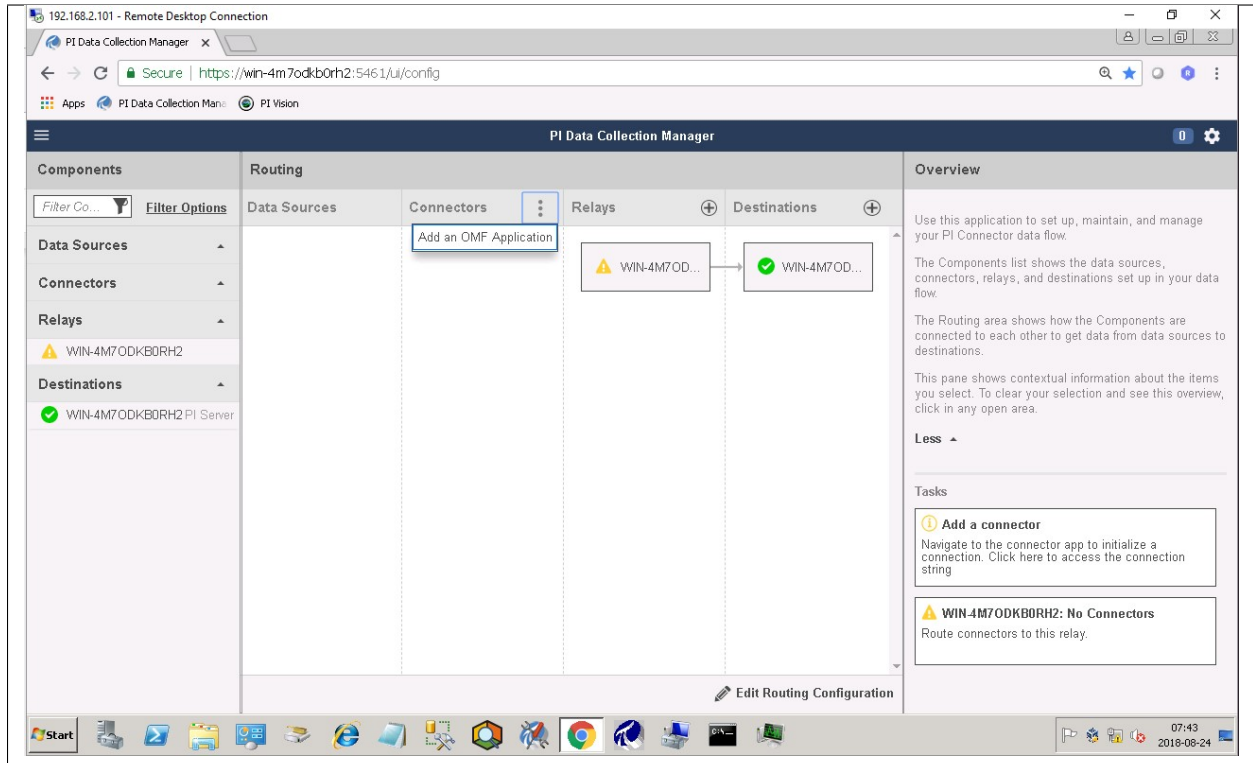 192.168.2.101 - Remote Desktop Connection
PI Data Collection Manager
Secure | https://win-4m7odkb0rh2:5461/ui/config
Apps PI Data Collection Mana PI Vision
PI Data Collection Manager
0
Components
Routing
Overview
Filter Co...
Filter Options
Data Sources
Connectors
Relays
Destinations
Add an OMF Application
Data Sources
Connectors
Relays
WIN-4M7ODKB0RH2
Destinations
WIN-4M7ODKB0RH2 PI Server
WIN-4M7OD...
WIN-4M7OD...
Edit Routing Configuration
Use this application to set up, maintain, and manage
your PI Connector data flow.
The Components list shows the data sources,
connectors, relays, and destinations set up in your data
flow.
The Routing area shows how the Components are
connected to each other to get data from data sources to
destinations.
This pane shows contextual information about the items
you select. To clear your selection and see this overview,
click in any open area.
Less
Tasks
Add a connector
Navigate to the connector app to initialize a
connection. Click here to access the connection
string
WIN-4M7ODKB0RH2: No Connectors
Route connectors to this relay.
Start
07:43
2018-08-24